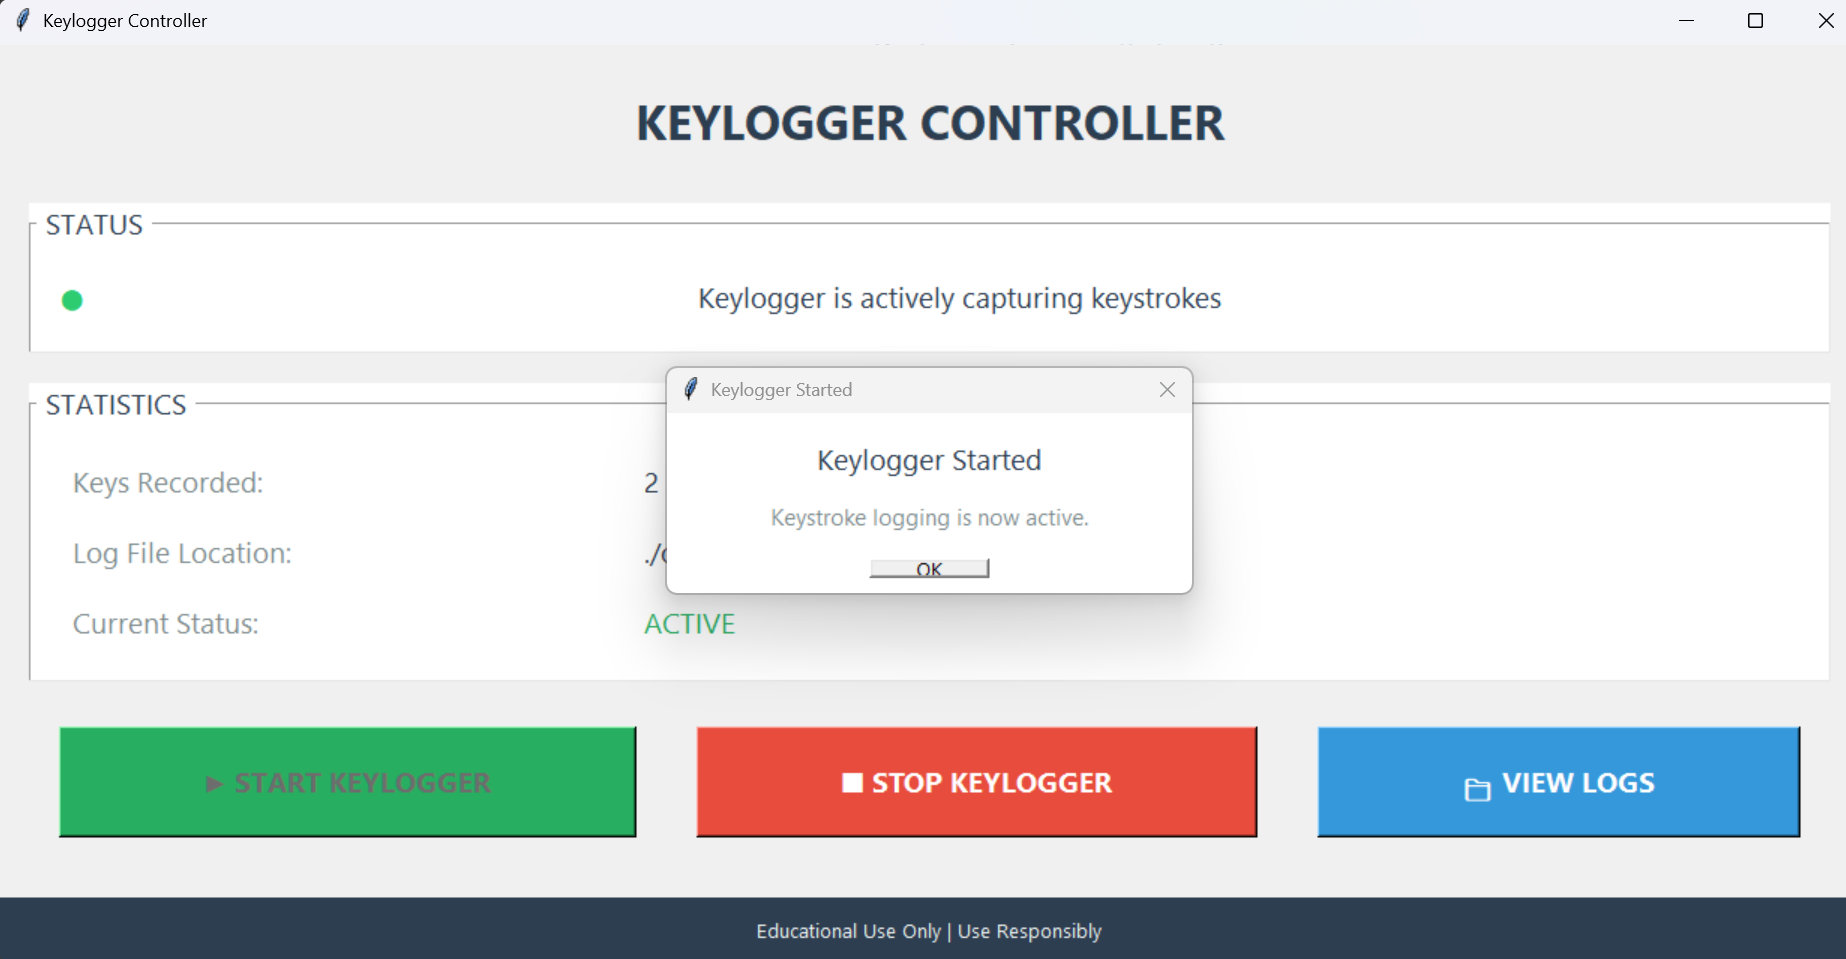 Keylogger Controller
KEYLOGGER CONTROLLER
STATUS
Keylogger is actively capturing keystrokes
STATISTICS
Keylogger Started
Keylogger Started
Keystroke logging is now active.
OK
Keys Recorded: 2
Log File Location: ./
Current Status: ACTIVE
► START KEYLOGGER
■ STOP KEYLOGGER
VIEW LOGS
Educational Use Only | Use Responsibly